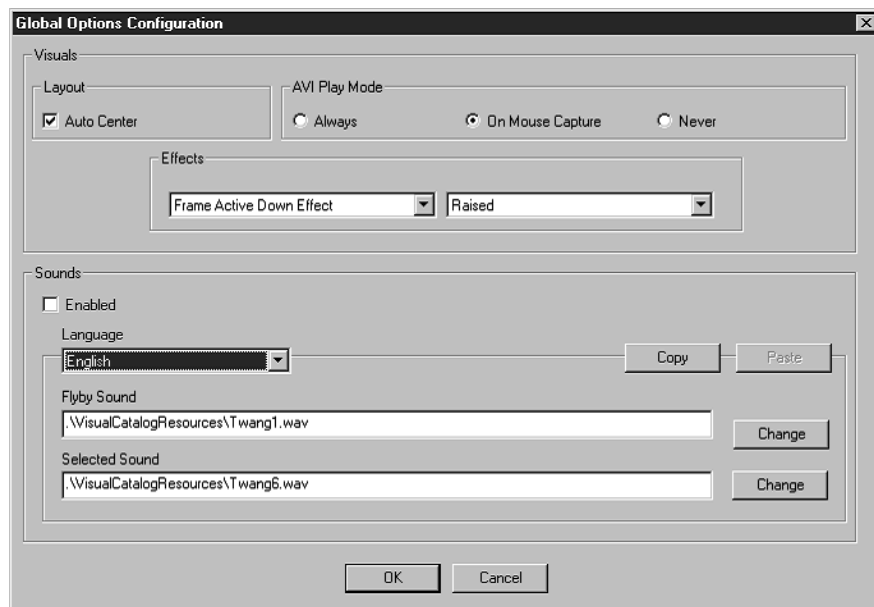 Global Options Configuration
Visuals
Layout
AVI Play Mode
Auto Center
Always
On Mouse Capture
Never
Effects
Frame Active Down Effect
Raised
Sounds
Enabled
Language
English
Copy
Paste
Flyby Sound
.\VisualCatalogResources\Twang1.wav
Change
Selected Sound
.\VisualCatalogResources\Twang6.wav
Change
OK
Cancel